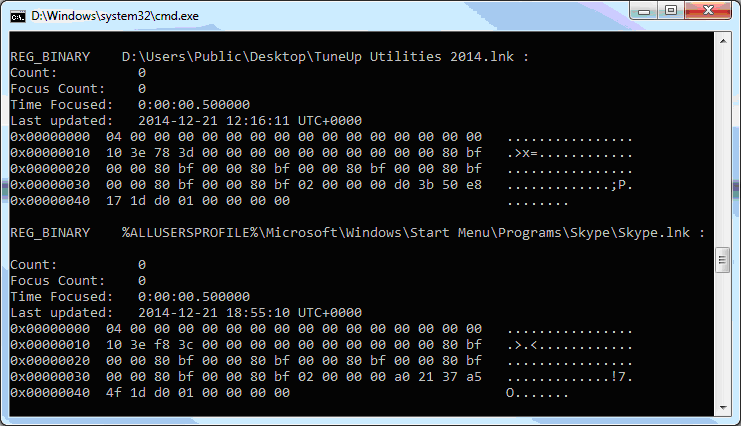 D:\Windows\system32\cmd.exe
REG_BINARY    D:\Users\Public\Desktop\TuneUp Utilities 2014.lnk :
Count:          0
Focus Count:    0
Time Focused:   0:00:00.500000
Last updated:   2014-12-21 12:16:11 UTC+0000
0x00000000  04 00 00 00 00 00 00 00 00 00 00 00 00 00 00 00   ................
0x00000010  10 3e 78 3d 00 00 00 00 00 00 00 00 00 00 80 bf   .>x=............
0x00000020  00 00 80 bf 00 00 80 bf 00 00 80 bf 00 00 80 bf   ................
0x00000030  00 00 80 bf 00 00 80 bf 02 00 00 00 d0 3b 50 e8   .............;P.
0x00000040  17 1d d0 01 00 00 00 00                           ........
REG_BINARY    %ALLUSERSPROFILE%\Microsoft\Windows\Start Menu\Programs\Skype\Skype.lnk :
Count:          0
Focus Count:    0
Time Focused:   0:00:00.500000
Last updated:   2014-12-21 18:55:10 UTC+0000
0x00000000  04 00 00 00 00 00 00 00 00 00 00 00 00 00 00 00   ................
0x00000010  10 3e f8 3c 00 00 00 00 00 00 00 00 00 00 80 bf   .>.<............
0x00000020  00 00 80 bf 00 00 80 bf 00 00 80 bf 00 00 80 bf   ................
0x00000030  00 00 80 bf 00 00 80 bf 02 00 00 00 a0 21 37 a5   .............!7.
0x00000040  4f 1d d0 01 00 00 00 00                           O.......